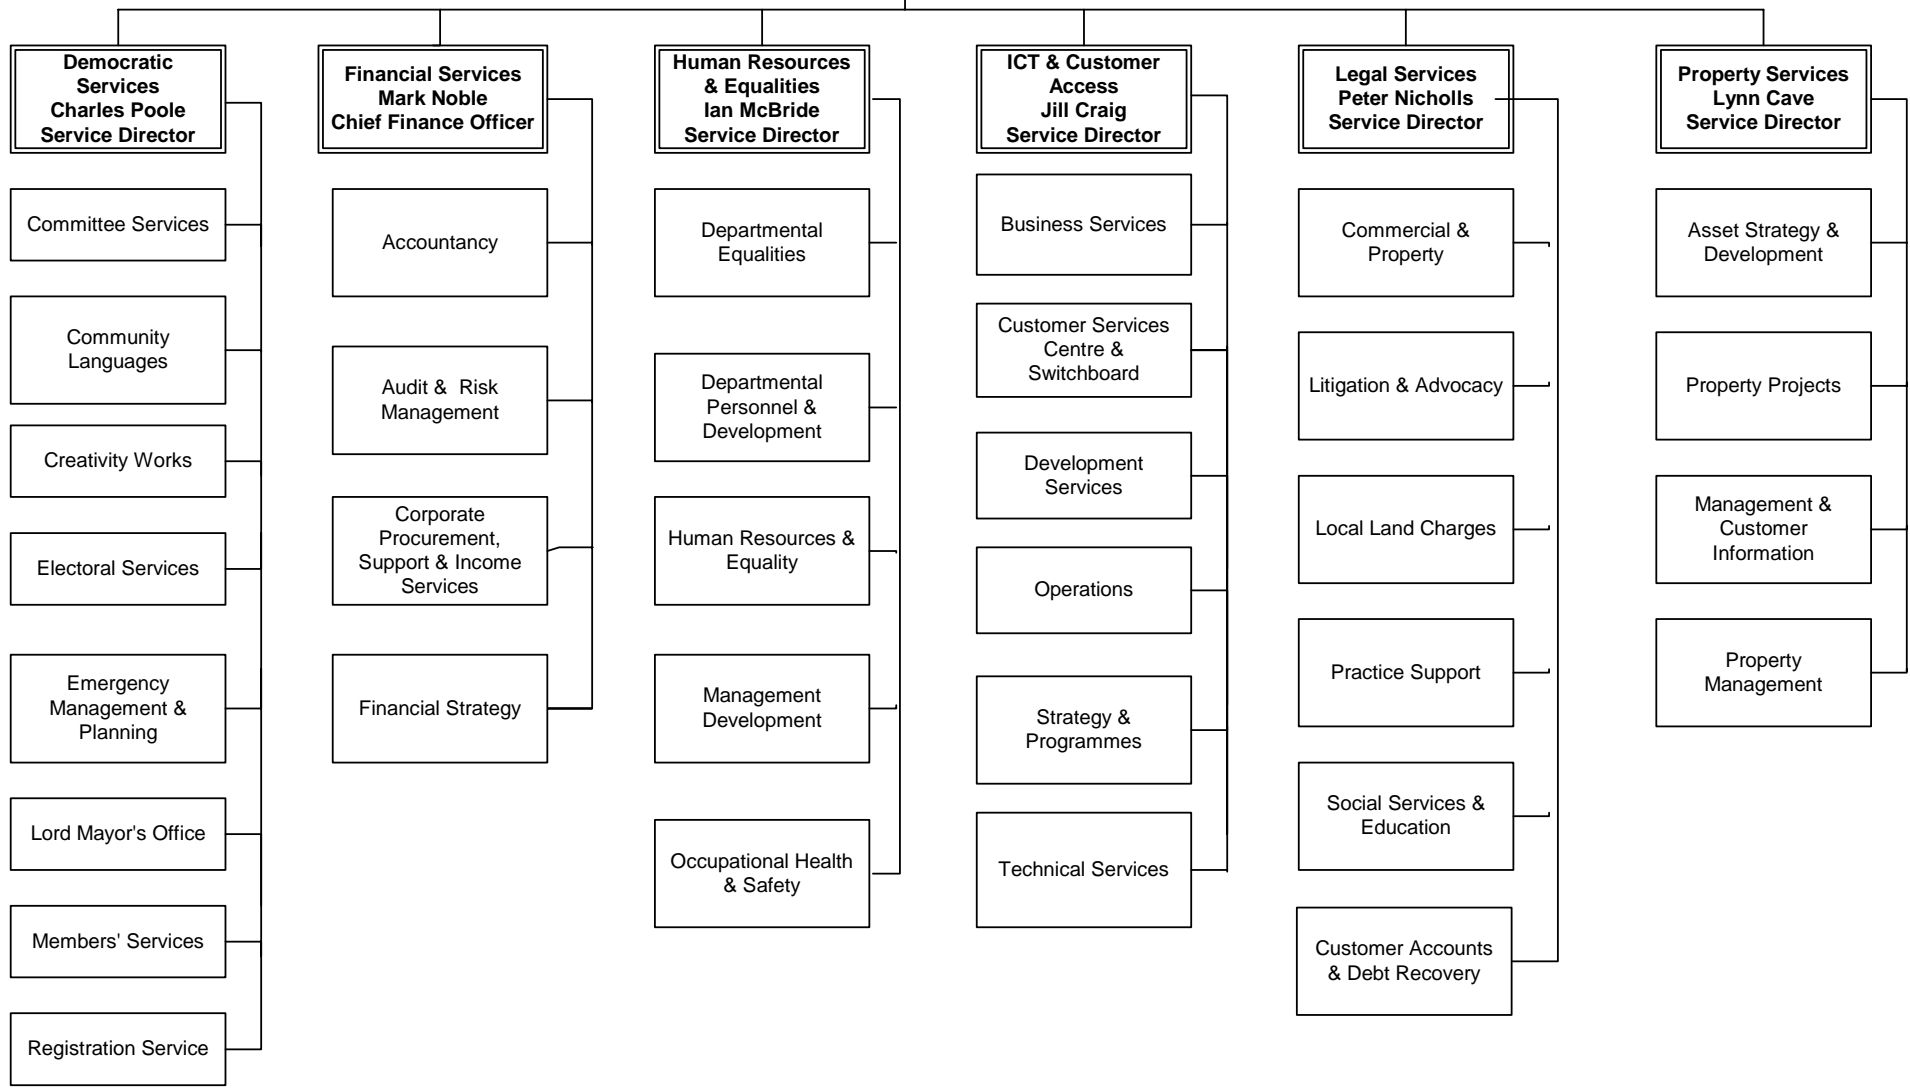 Democratic
Services
Charles Poole
Service Director
Committee Services
Community
Languages
Creativity Works
Electoral Services
Emergency
Management &
Planning
Lord Mayor's Office
Members' Services
Registration Service
Financial Services
Mark Noble
Chief Finance Officer
Accountancy
Audit & Risk
Management
Corporate
Procurement,
Support & Income
Services
Financial Strategy
Human Resources
& Equalities
Ian McBride
Service Director
Departmental
Equalities
Departmental
Personnel &
Development
Human Resources &
Equality
Management
Development
Occupational Health
& Safety
ICT & Customer
Access
Jill Craig
Service Director
Business Services
Customer Services
Centre &
Switchboard
Development
Services
Operations
Strategy &
Programmes
Technical Services
Legal Services
Peter Nicholls
Service Director
Commercial &
Property
Litigation & Advocacy
Local Land Charges
Practice Support
Social Services &
Education
Customer Accounts
& Debt Recovery
Property Services
Lynn Cave
Service Director
Asset Strategy &
Development
Property Projects
Management &
Customer
Information
Property
Management